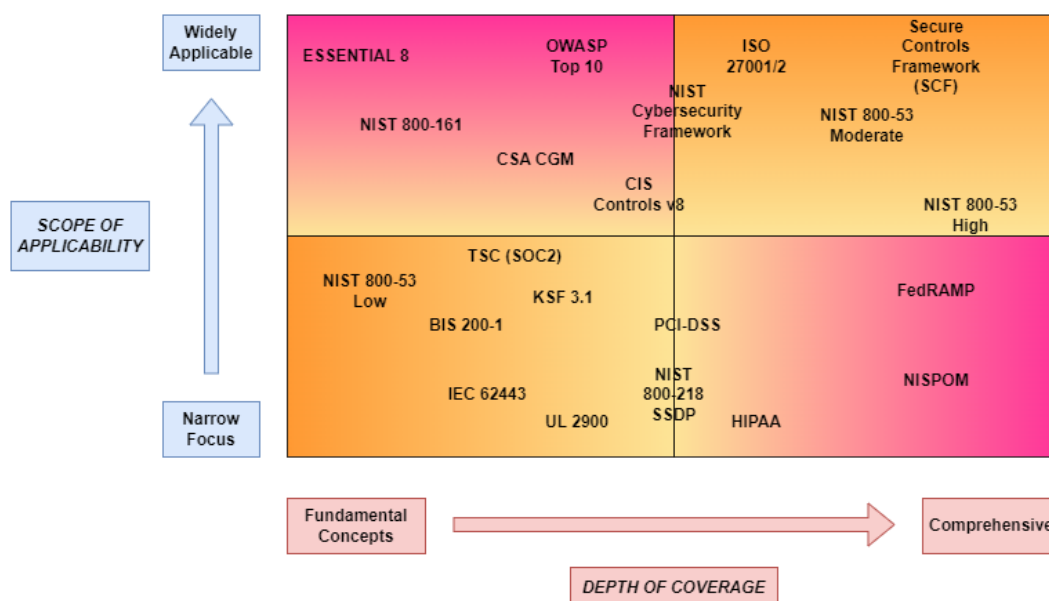 Widely
Applicable
ESSENTIAL 8
OWASP
Top 10
ISO
27001/2
Secure
Controls
Framework
(SCF)
NIST
Cybersecurity
Framework
NIST 800-161
NIST 800-53
Moderate
CSA CGM
CIS
Controls v8
NIST 800-53
High
SCOPE OF
APPLICABILITY
TSC (SOC2)
NIST 800-53
Low
KSF 3.1
FedRAMP
BIS 200-1
PCI-DSS
NIST
800-218
SSDP
NISPOM
IEC 62443
UL 2900
HIPAA
Narrow
Focus
Fundamental
Concepts
Comprehensive
DEPTH OF COVERAGE